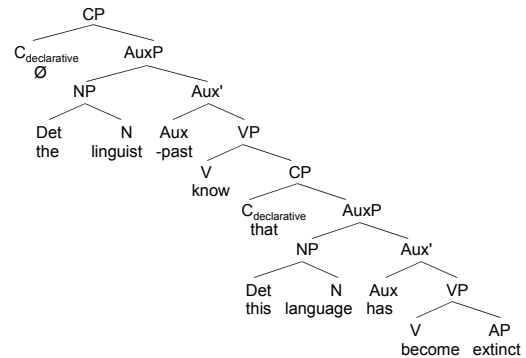 CP
C declarative AuxP
Ø
NP Aux'
Det N Aux VP
the linguist -past
V CP
know
C declarative AuxP
that
NP Aux'
Det N Aux VP
this language has
V AP
become extinct